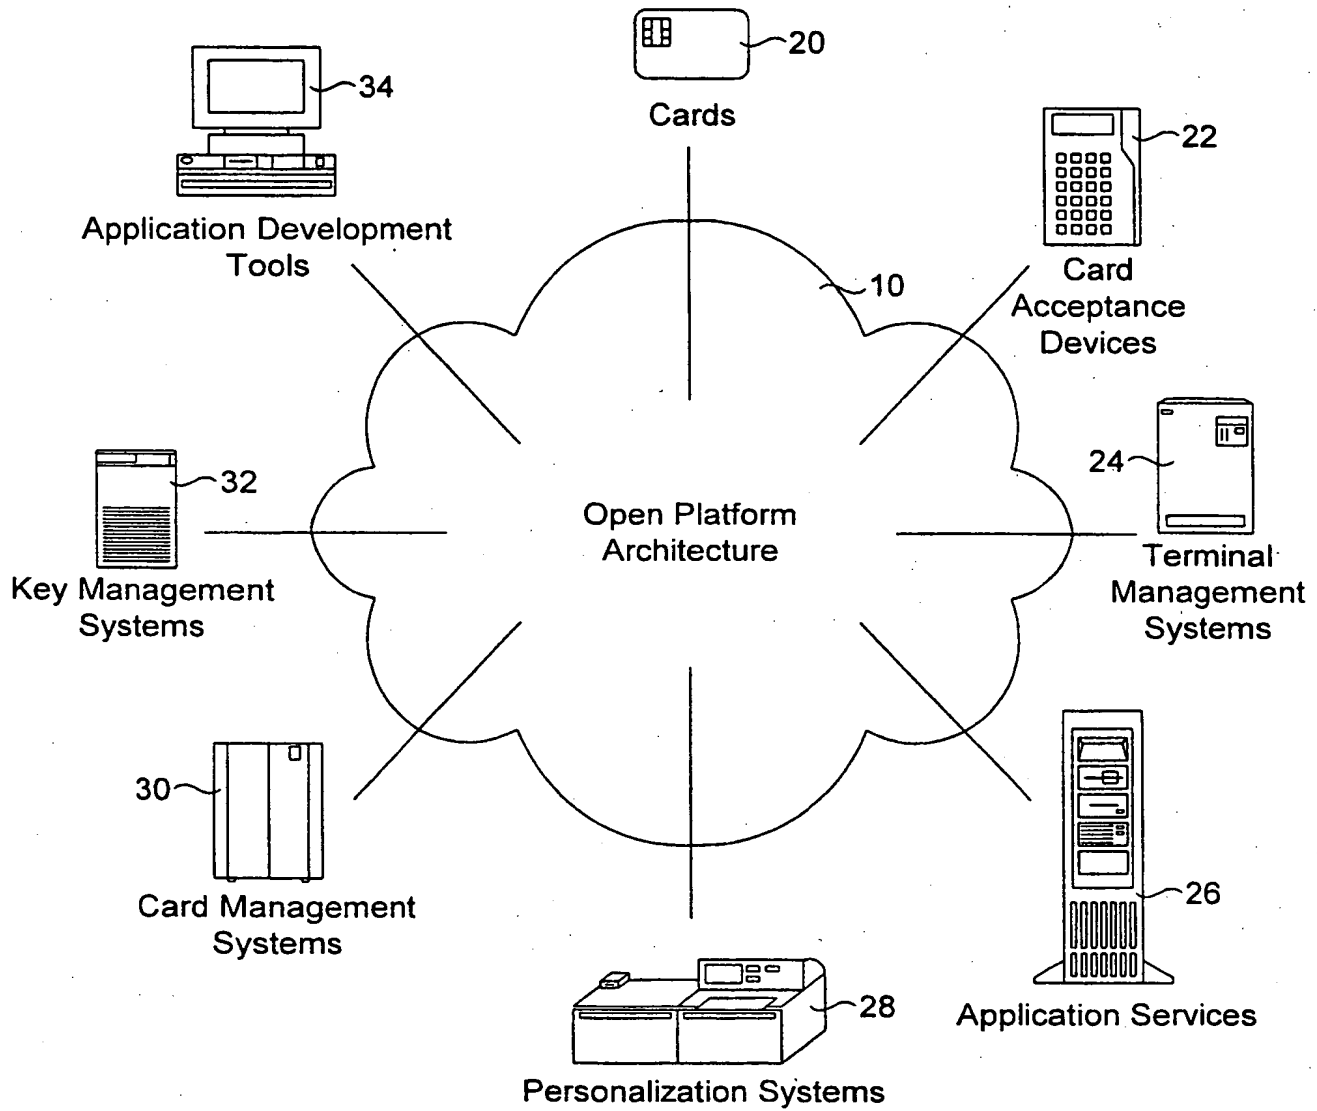 20
Cards
34
Application Development
Tools
22
Card
Acceptance
Devices
10
24
Terminal
Management
Systems
32
Key Management
Systems
Open Platform
Architecture
30
Card Management
Systems
26
Application Services
28
Personalization Systems